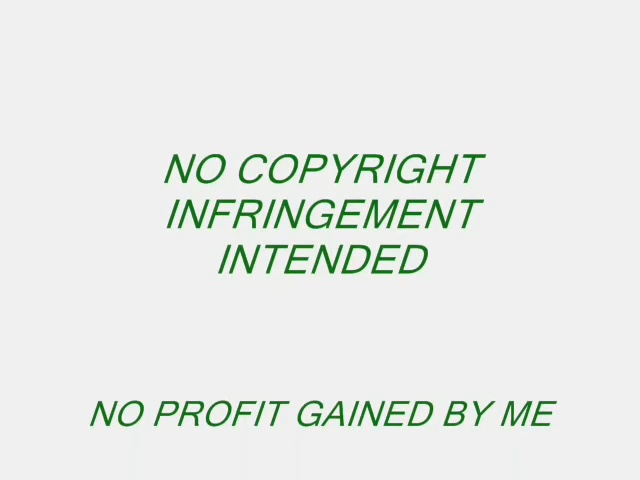 NO COPYRIGHT
INFRINGEMENT
INTENDED
NO PROFIT GAINED BY ME